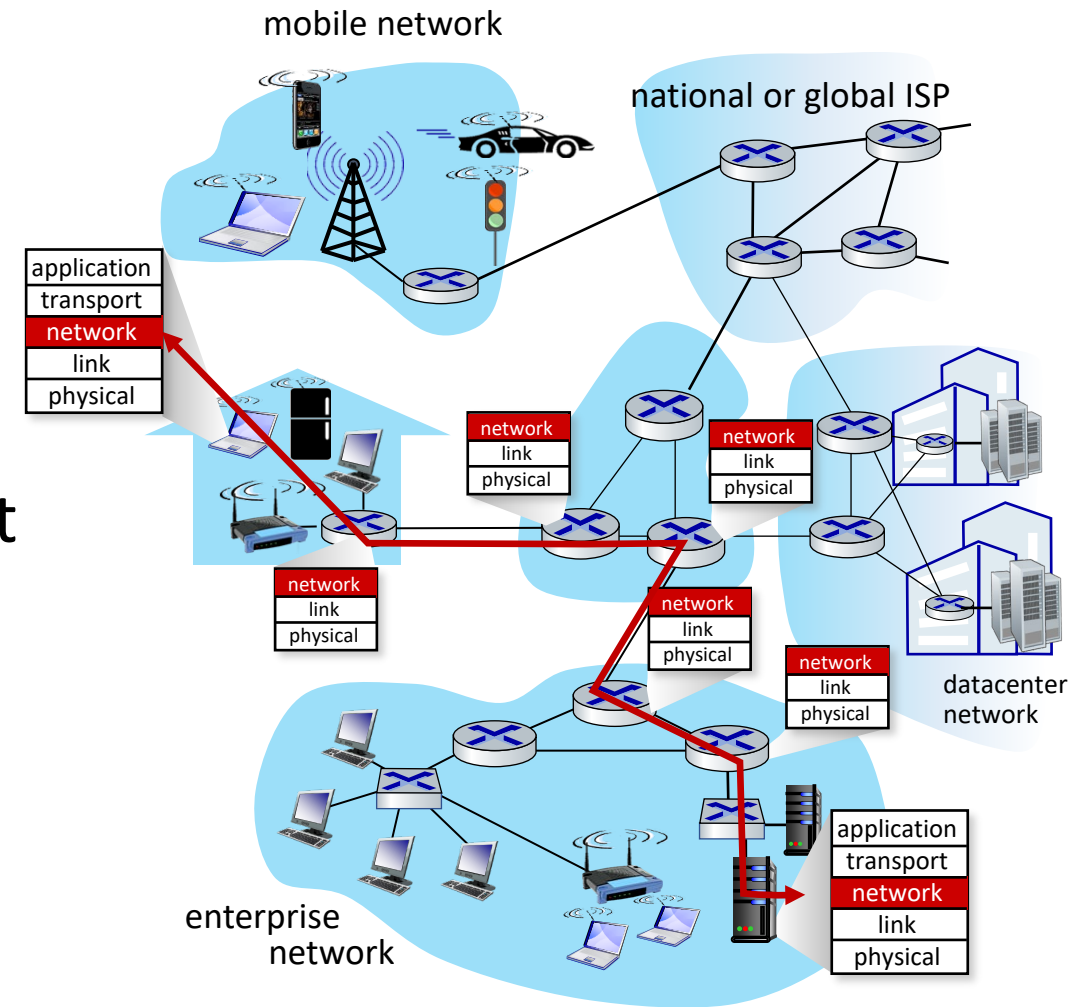 mobile network
national or global ISP
application
transport
network
link
physical
network
link
physical
network
link
physical
t
network
link
physical
network
link
physical
network
link
physical
datacenter
network
application
transport
network
link
physical
enterprise
network